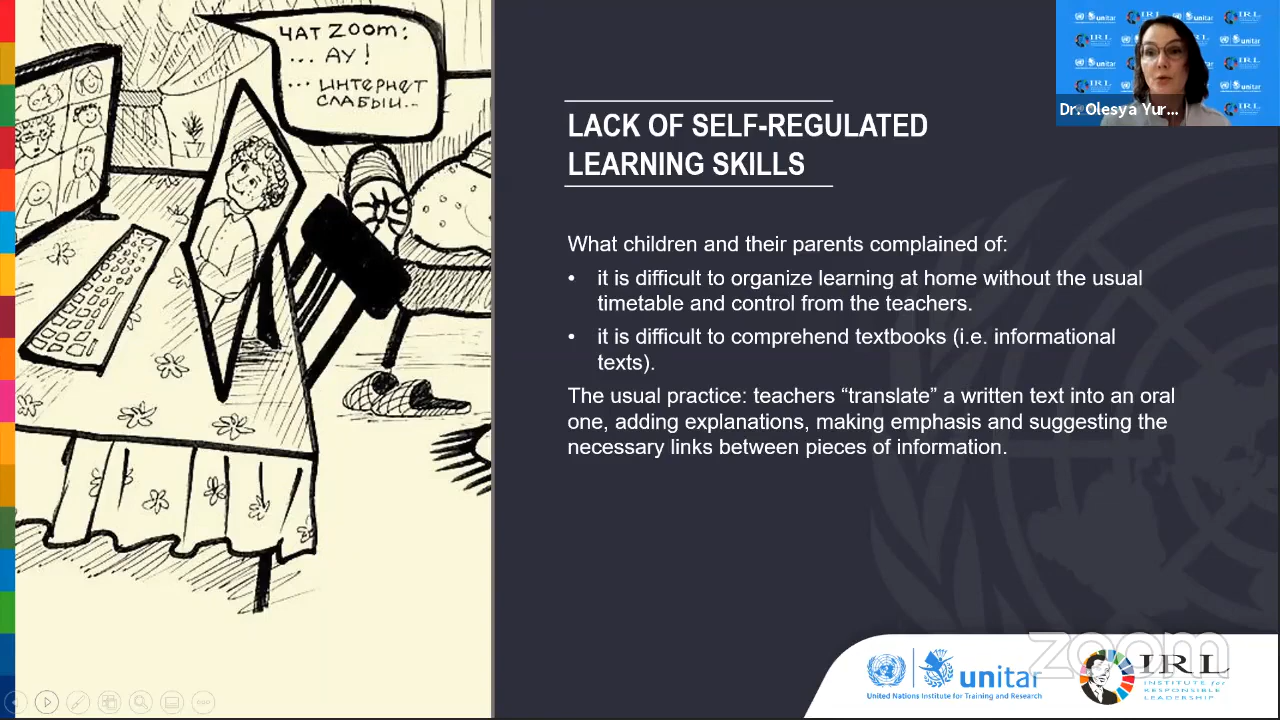 ЧАТ ZOOM:
... АУ !
... ИНТЕРНЕТ
СЛАБЫЙ...
Dr. Olesya Yur...
LACK OF SELF-REGULATED
LEARNING SKILLS
What children and their parents complained of:
• it is difficult to organize learning at home without the usual
timetable and control from the teachers.
• it is difficult to comprehend textbooks (i.e. informational
texts).
The usual practice: teachers “translate” a written text into an oral
one, adding explanations, making emphasis and suggesting the
necessary links between pieces of information.
unitar
United Nations Institute for Training and Research
IRL
INSTITUTE for
RESPONSIBLE
LEADERSHIP
zoom